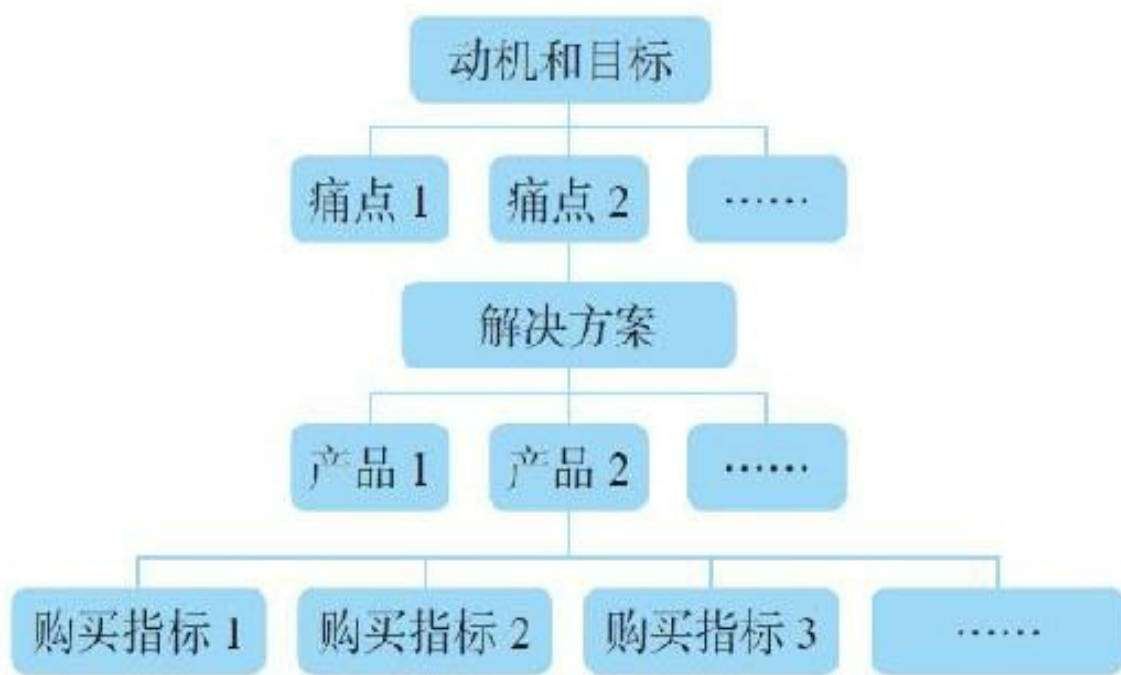 动机和目标
痛点 1 痛点 2 ……
解决方案
产品 1 产品 2 ……
购买指标 1 购买指标 2 购买指标 3 ……